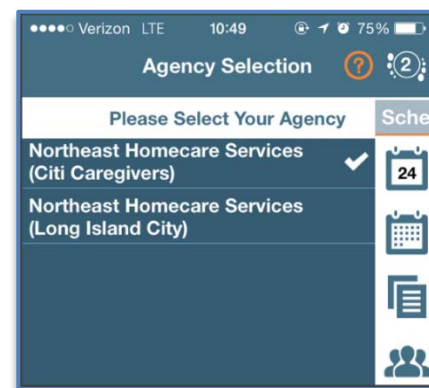 Verizon LTE 10:49 75%
Agency Selection ? 2
Please Select Your Agency Sche
Northeast Homecare Services
(Citi Caregivers)
24
Northeast Homecare Services
(Long Island City)